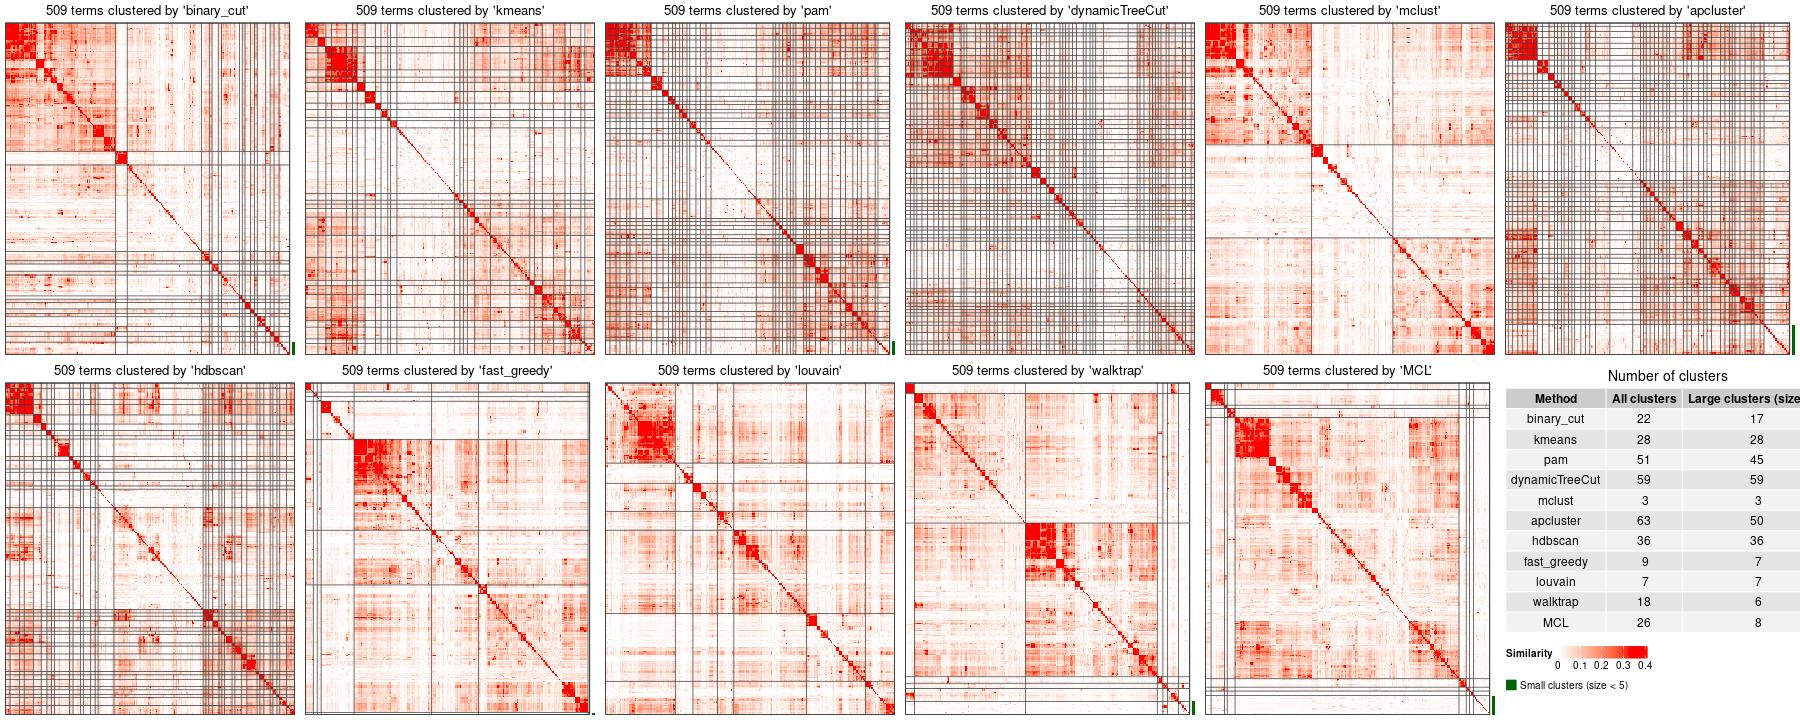 509 terms clustered by 'binary_cut'
509 terms clustered by 'kmeans'
509 terms clustered by 'pam'
509 terms clustered by 'dynamicTreeCut'
509 terms clustered by 'mclust'
509 terms clustered by 'apcluster'
509 terms clustered by 'hdbscan'
509 terms clustered by 'fast_greedy'
509 terms clustered by 'louvain'
509 terms clustered by 'walktrap'
509 terms clustered by 'MCL'
Number of clusters
Method All clusters Large clusters (size
binary_cut 22 17
kmeans 28 28
pam 51 45
dynamicTreeCut 59 59
mclust 3 3
apcluster 63 50
hdbscan 36 36
fast_greedy 9 7
louvain 7 7
walktrap 18 6
MCL 26 8
Similarity
0 0.1 0.2 0.3 0.4
Small clusters (size < 5)